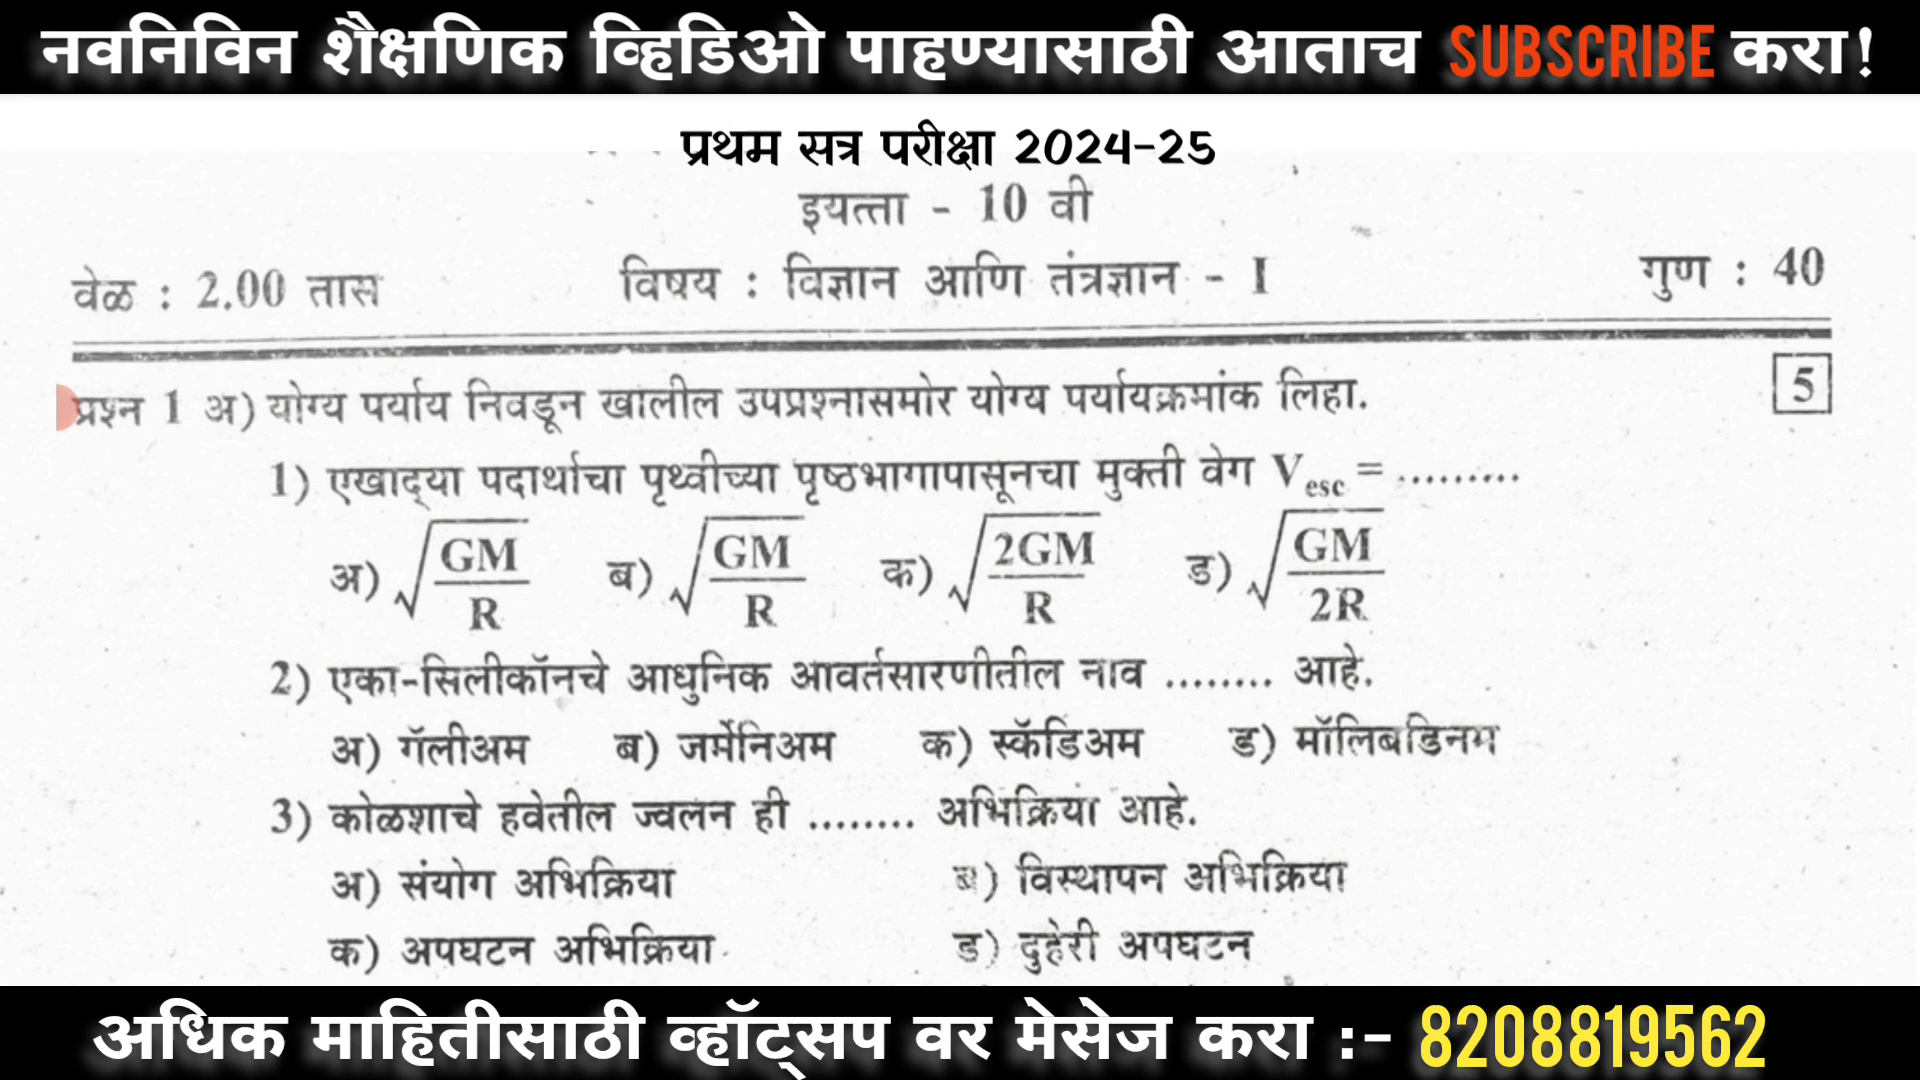 नवनिविन शैक्षणिक व्हिडिओ पाहण्यासाठी आताच SUBSCRIBE करा!
प्रथम सत्र परीक्षा 2024-25
इयत्ता - 10 वी
वेळ : 2.00 तास विषय : विज्ञान आणि तंत्रज्ञान - I गुण : 40
प्रश्न 1 अ) योग्य पर्याय निवडून खालील उपप्रश्नासमोर योग्य पर्यायक्रमांक लिहा. 5
1) एखाद्‌या पदार्थाचा पृथ्वीच्या पृष्ठभागापासूनचा मुक्ती वेग Vesc = .........
अ) √(GM/R) ब) √(GM/R) क) √(2GM/R) ड) √(GM/2R)
2) एका-सिलीकॉनचे आधुनिक आवर्तसारणीतील नाव ........ आहे.
अ) गॅलीअम ब) जर्मेनिअम क) स्कॅडिअम ड) मॉलिबडिनम
3) कोळशाचे हवेतील ज्वलन ही ........ अभिक्रिया आहे.
अ) संयोग अभिक्रिया ब) विस्थापन अभिक्रिया
क) अपघटन अभिक्रिया ड) दुहेरी अपघटन
अधिक माहितीसाठी व्हॉट्सप वर मेसेज करा :- 8208819562